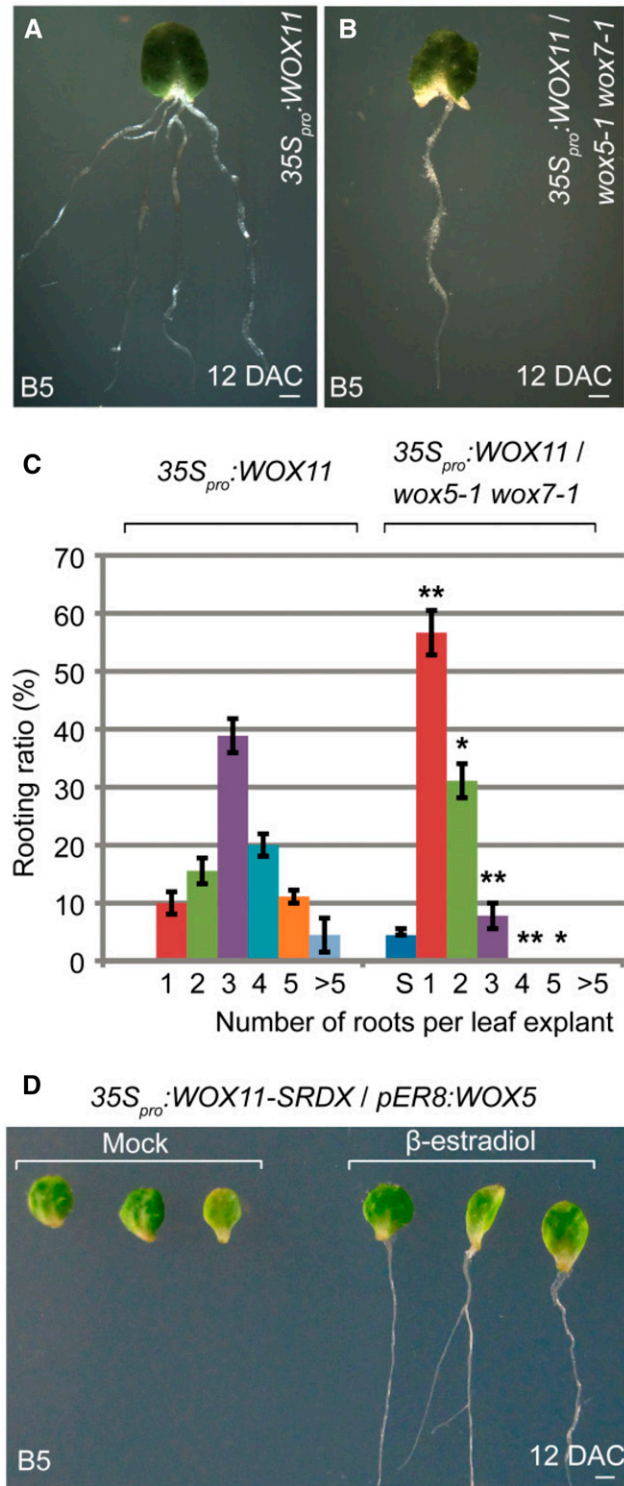 A
35Spro:WOX11
B5
12 DAC
B
35Spro:WOX11 /
wox5-1 wox7-1
B5
12 DAC
C
35Spro:WOX11
35Spro:WOX11 /
wox5-1 wox7-1
Rooting ratio (%)
70
60
50
40
30
20
10
0
** * ** ** *
1 2 3 4 5 >5 S 1 2 3 4 5 >5
Number of roots per leaf explant
D
35Spro:WOX11-SRDX / pER8:WOX5
Mock β-estradiol
B5 12 DAC